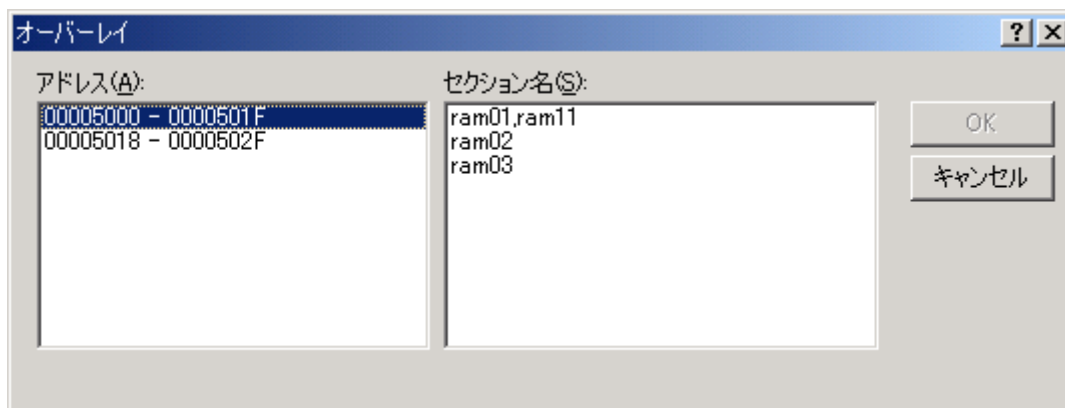 オーバーレイ
アドレス(A):
00005000 - 0000501F
00005018 - 0000502F
セクション名(S):
ram01,ram11
ram02
ram03
OK
キャンセル